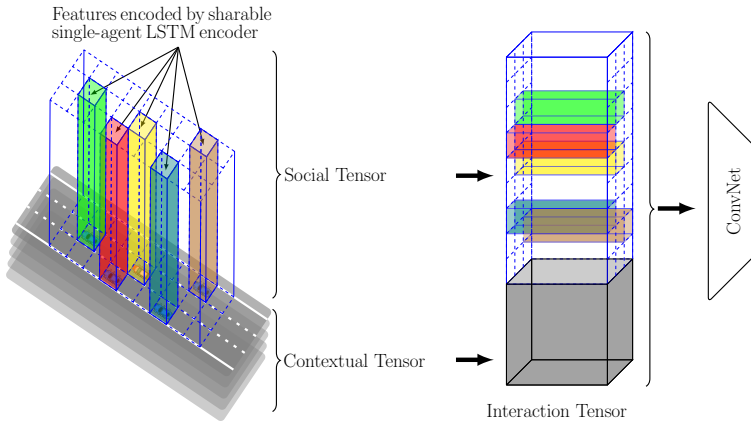 Features encoded by sharable
single-agent LSTM encoder
Social Tensor
Contextual Tensor
Interaction Tensor
ConvNet